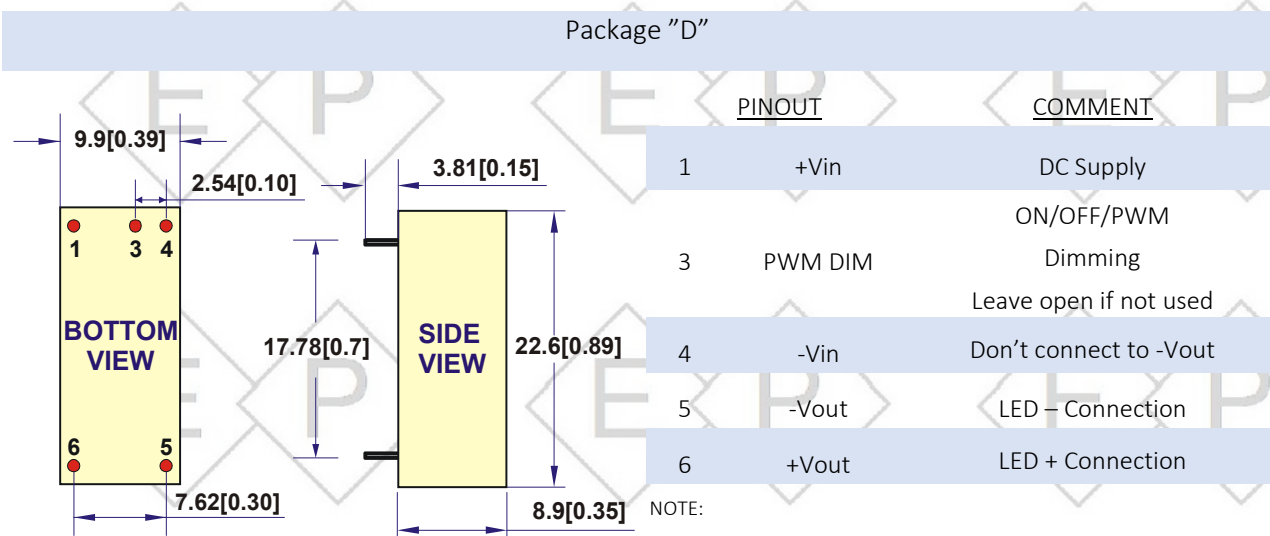 Package ”D”
PINOUT COMMENT
1 +Vin DC Supply
3 PWM DIM ON/OFF/PWM
Dimming
Leave open if not used
4 -Vin Don’t connect to -Vout
5 -Vout LED – Connection
6 +Vout LED + Connection
NOTE:
9.9[0.39]
2.54[0.10]
1 3 4
BOTTOM
VIEW
6 5
7.62[0.30]
3.81[0.15]
17.78[0.7]
SIDE
VIEW
22.6[0.89]
8.9[0.35]
E P E P E P
E P E P E P